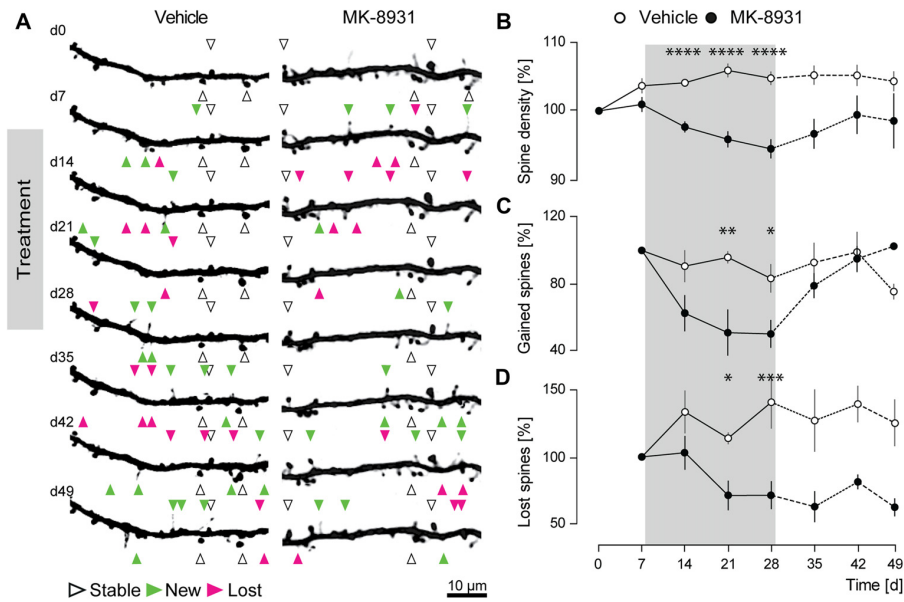 A Vehicle MK-8931
d0
d7
d14
d21
d28
d35
d42
d49
Treatment
Stable New Lost
10 µm
B Vehicle MK-8931
Spine density [%]
110
100
90
**** **** ****
C
Gained spines [%]
120
80
40
** *
D
Lost spines [%]
150
100
50
* ***
0 7 14 21 28 35 42 49
Time [d]